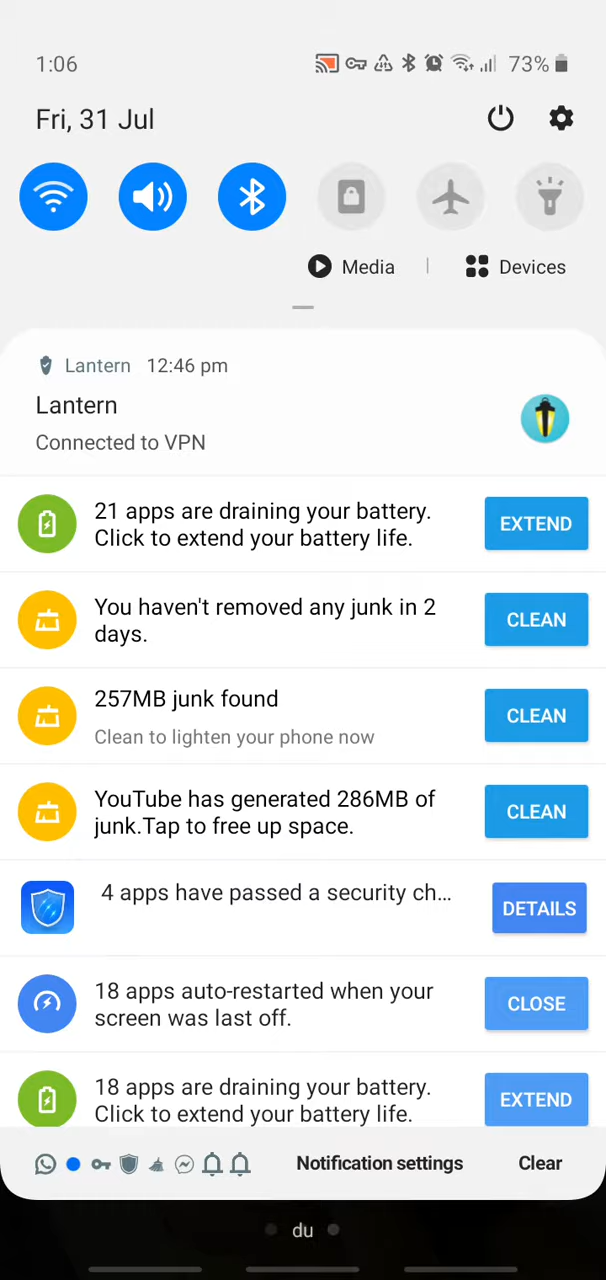 1:06
73%
Fri, 31 Jul
Media
Devices
Lantern 12:46 pm
Lantern
Connected to VPN
21 apps are draining your battery.
Click to extend your battery life.
EXTEND
You haven't removed any junk in 2
days.
CLEAN
257MB junk found
Clean to lighten your phone now
CLEAN
YouTube has generated 286MB of
junk.Tap to free up space.
CLEAN
4 apps have passed a security ch...
DETAILS
18 apps auto-restarted when your
screen was last off.
CLOSE
18 apps are draining your battery.
Click to extend your battery life.
EXTEND
Notification settings
Clear
du